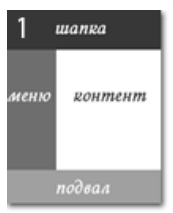 1 шапка
меню контент
подвал